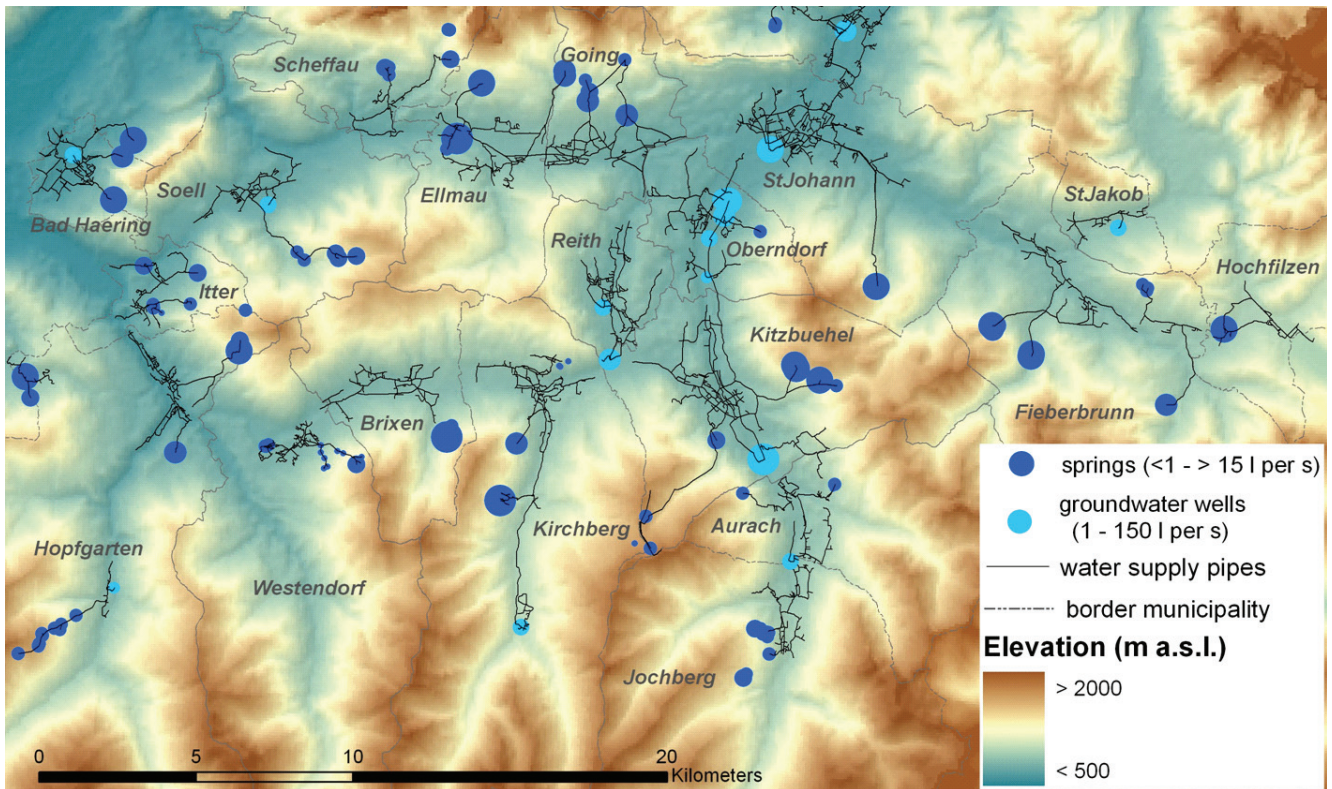 Scheffau
Going
Soell
Bad Haering
Ellmau
StJohann
StJakob
Reith
Oberndorf
Itter
Hochfilzen
Kitzbuehel
Brixen
Fieberbrunn
Kirchberg
Aurach
Hopfgarten
Westendorf
Jochberg
springs (<1 - > 15 l per s)
groundwater wells
(1 - 150 l per s)
water supply pipes
border municipality
Elevation (m a.s.l.)
> 2000
< 500
0 5 10 20
Kilometers